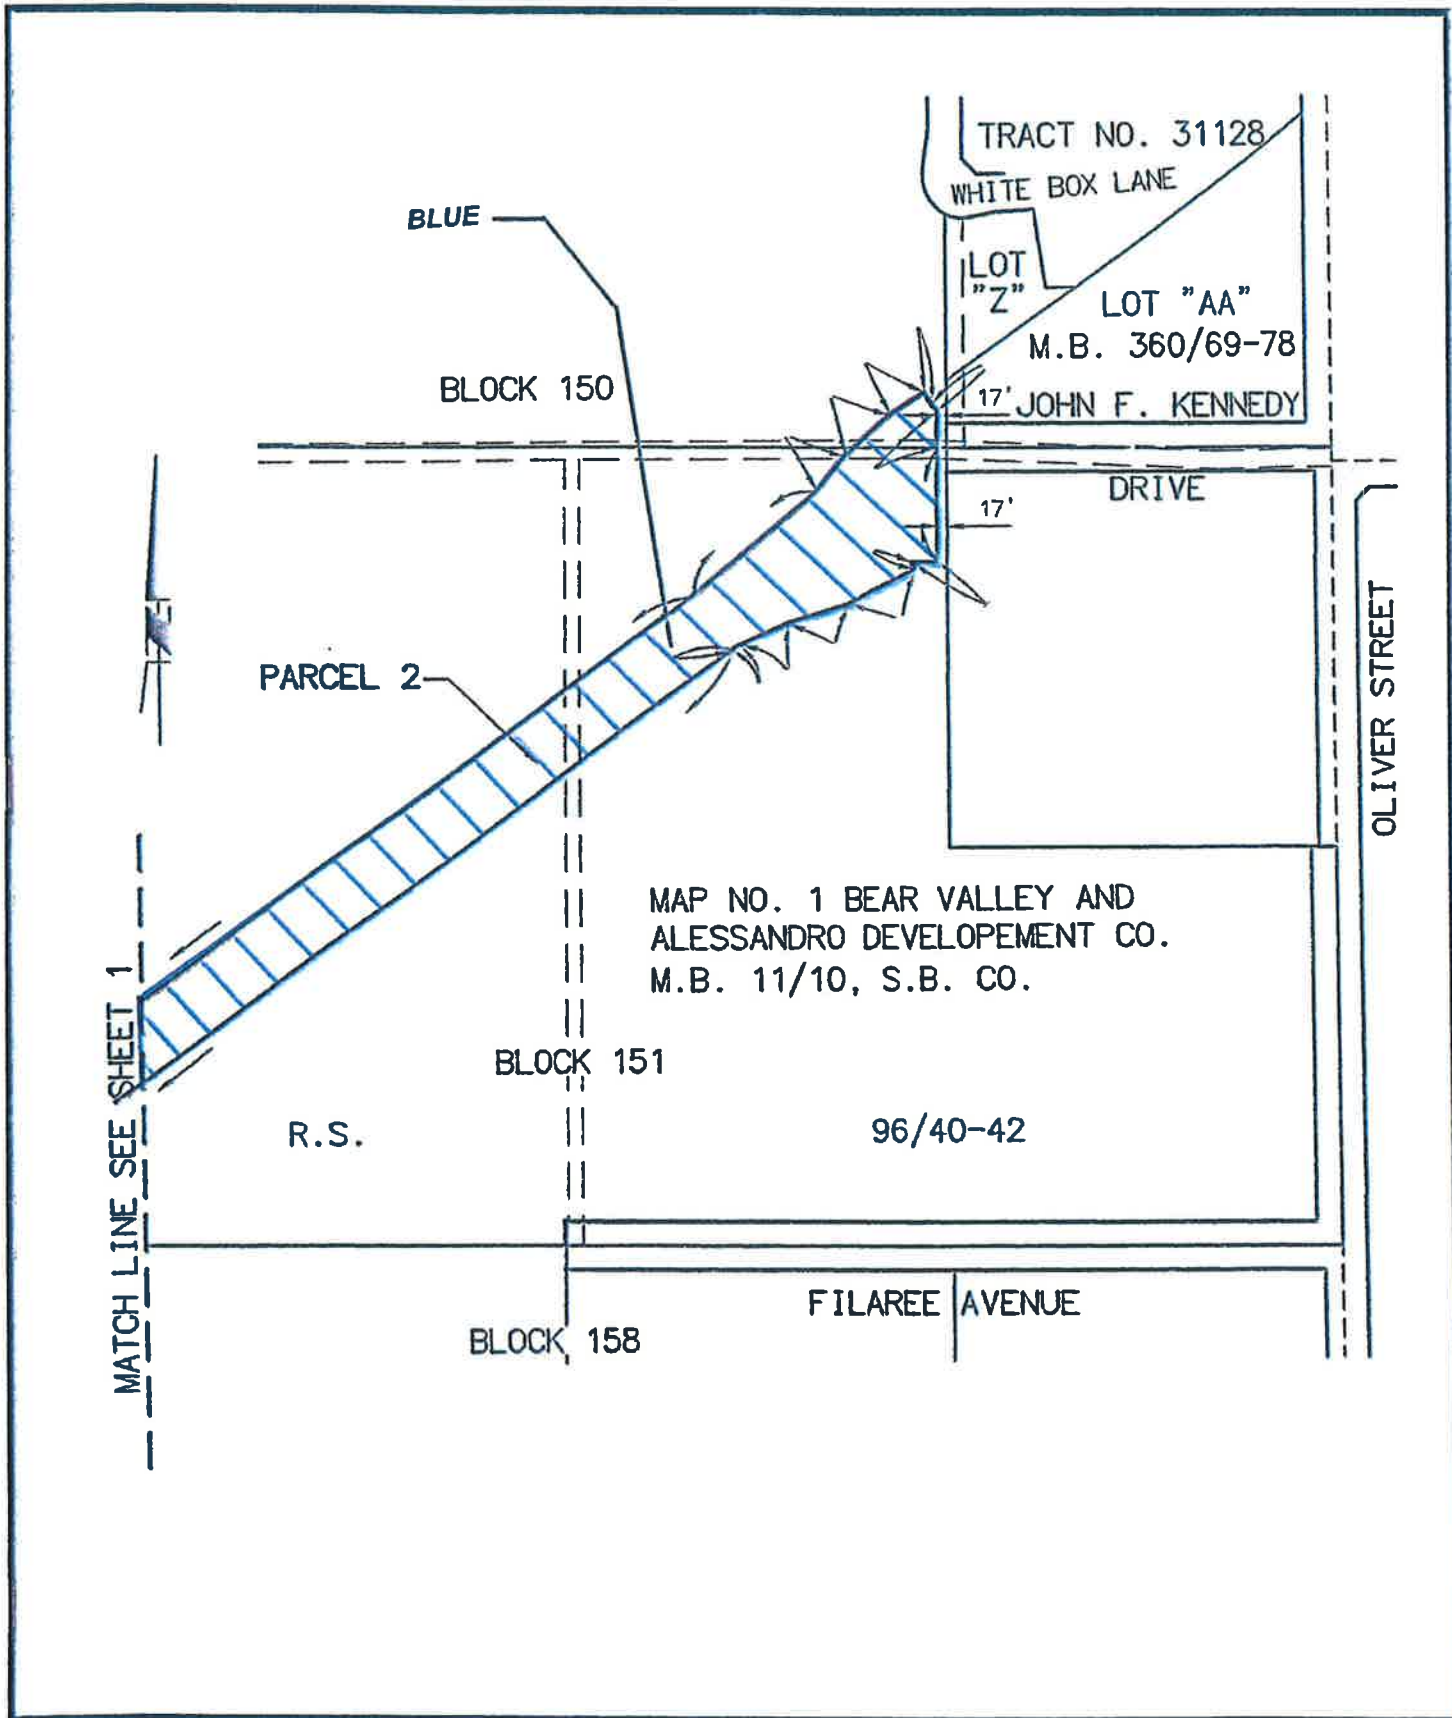 TRACT NO. 31128
WHITE BOX LANE
BLUE
LOT
"Z"
LOT "AA"
M.B. 360/69-78
BLOCK 150
17'
JOHN F. KENNEDY
DRIVE
17'
PARCEL 2
OLIVER STREET
MAP NO. 1 BEAR VALLEY AND
ALESSANDRO DEVELOPEMENT CO.
M.B. 11/10, S.B. CO.
MATCH LINE SEE SHEET 1
BLOCK 151
R.S.
96/40-42
FILAREE AVENUE
BLOCK 158